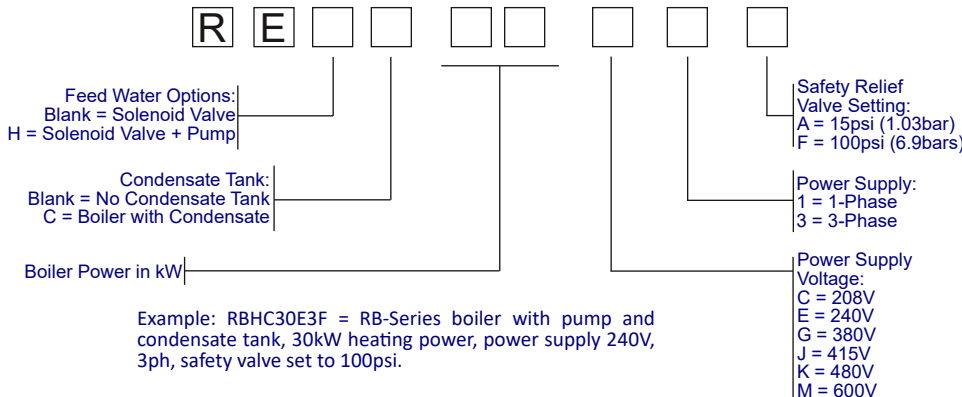 R E
Feed Water Options:
Blank = Solenoid Valve
H = Solenoid Valve + Pump
Condensate Tank:
Blank = No Condensate Tank
C = Boiler with Condensate
Boiler Power in kW
Safety Relief
Valve Setting:
A = 15psi (1.03bar)
F = 100psi (6.9bars)
Power Supply:
1 = 1-Phase
3 = 3-Phase
Power Supply
Voltage:
C = 208V
E = 240V
G = 380V
J = 415V
K = 480V
M = 600V
Example: RBHC30E3F = RB-Series boiler with pump and
condensate tank, 30kW heating power, power supply 240V,
3ph, safety valve set to 100psi.